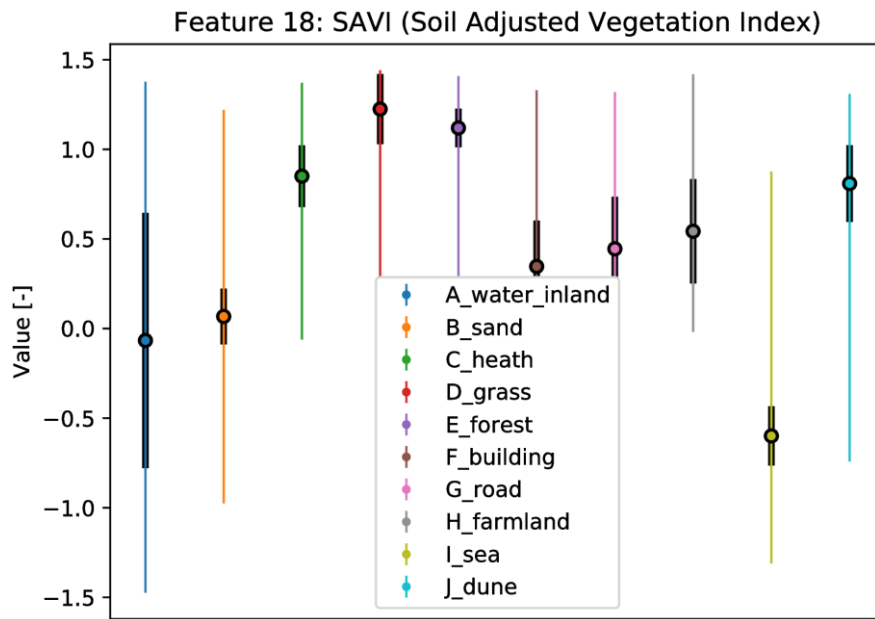 Feature 18: SAVI (Soil Adjusted Vegetation Index)
1.5
1.0
0.5
0.0
−0.5
−1.0
−1.5
Value [-]
A_water_inland
B_sand
C_heath
D_grass
E_forest
F_building
G_road
H_farmland
I_sea
J_dune